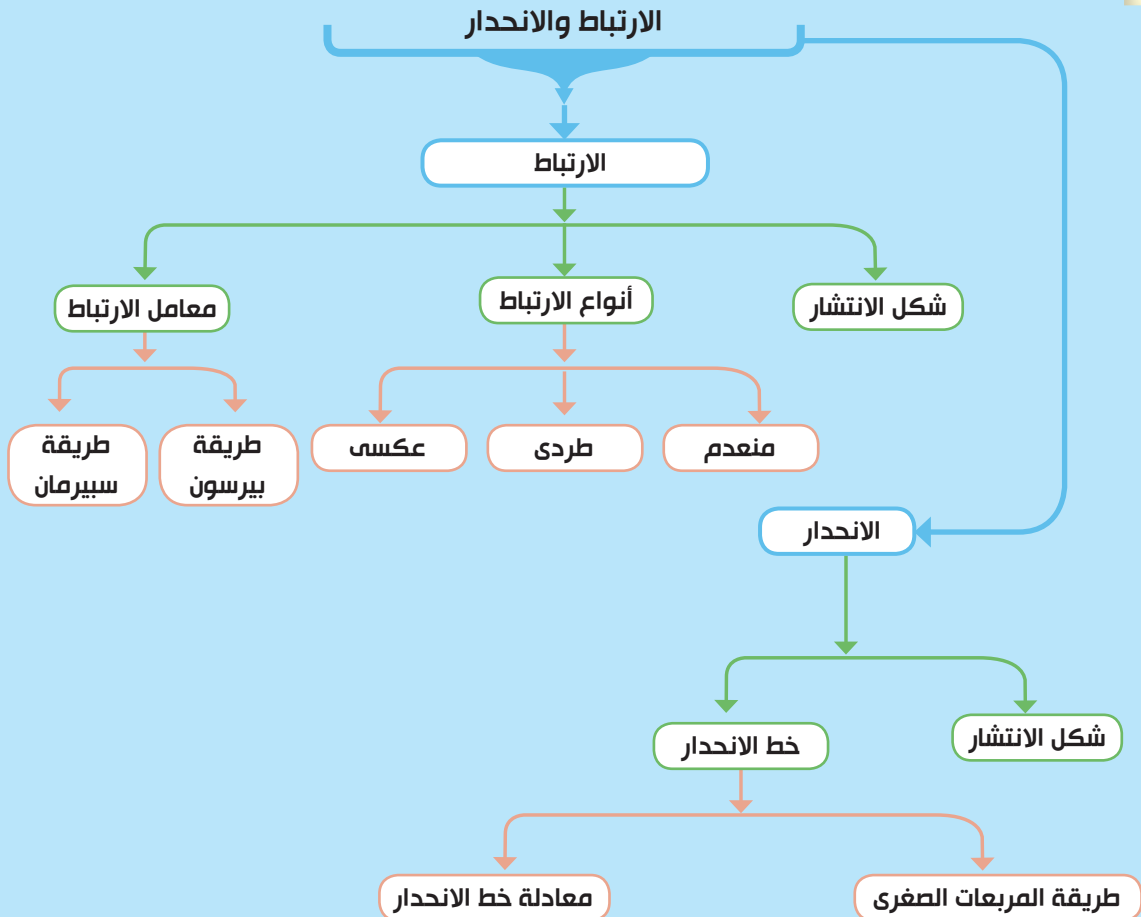 الارتباط والانحدار
الارتباط
شكل الانتشار
أنواع الارتباط
معامل الارتباط
منعدم
طردى
عكسى
طريقة
بيرسون
طريقة
سبيرمان
الانحدار
شكل الانتشار
خط الانحدار
طريقة المربعات الصغرى
معادلة خط الانحدار